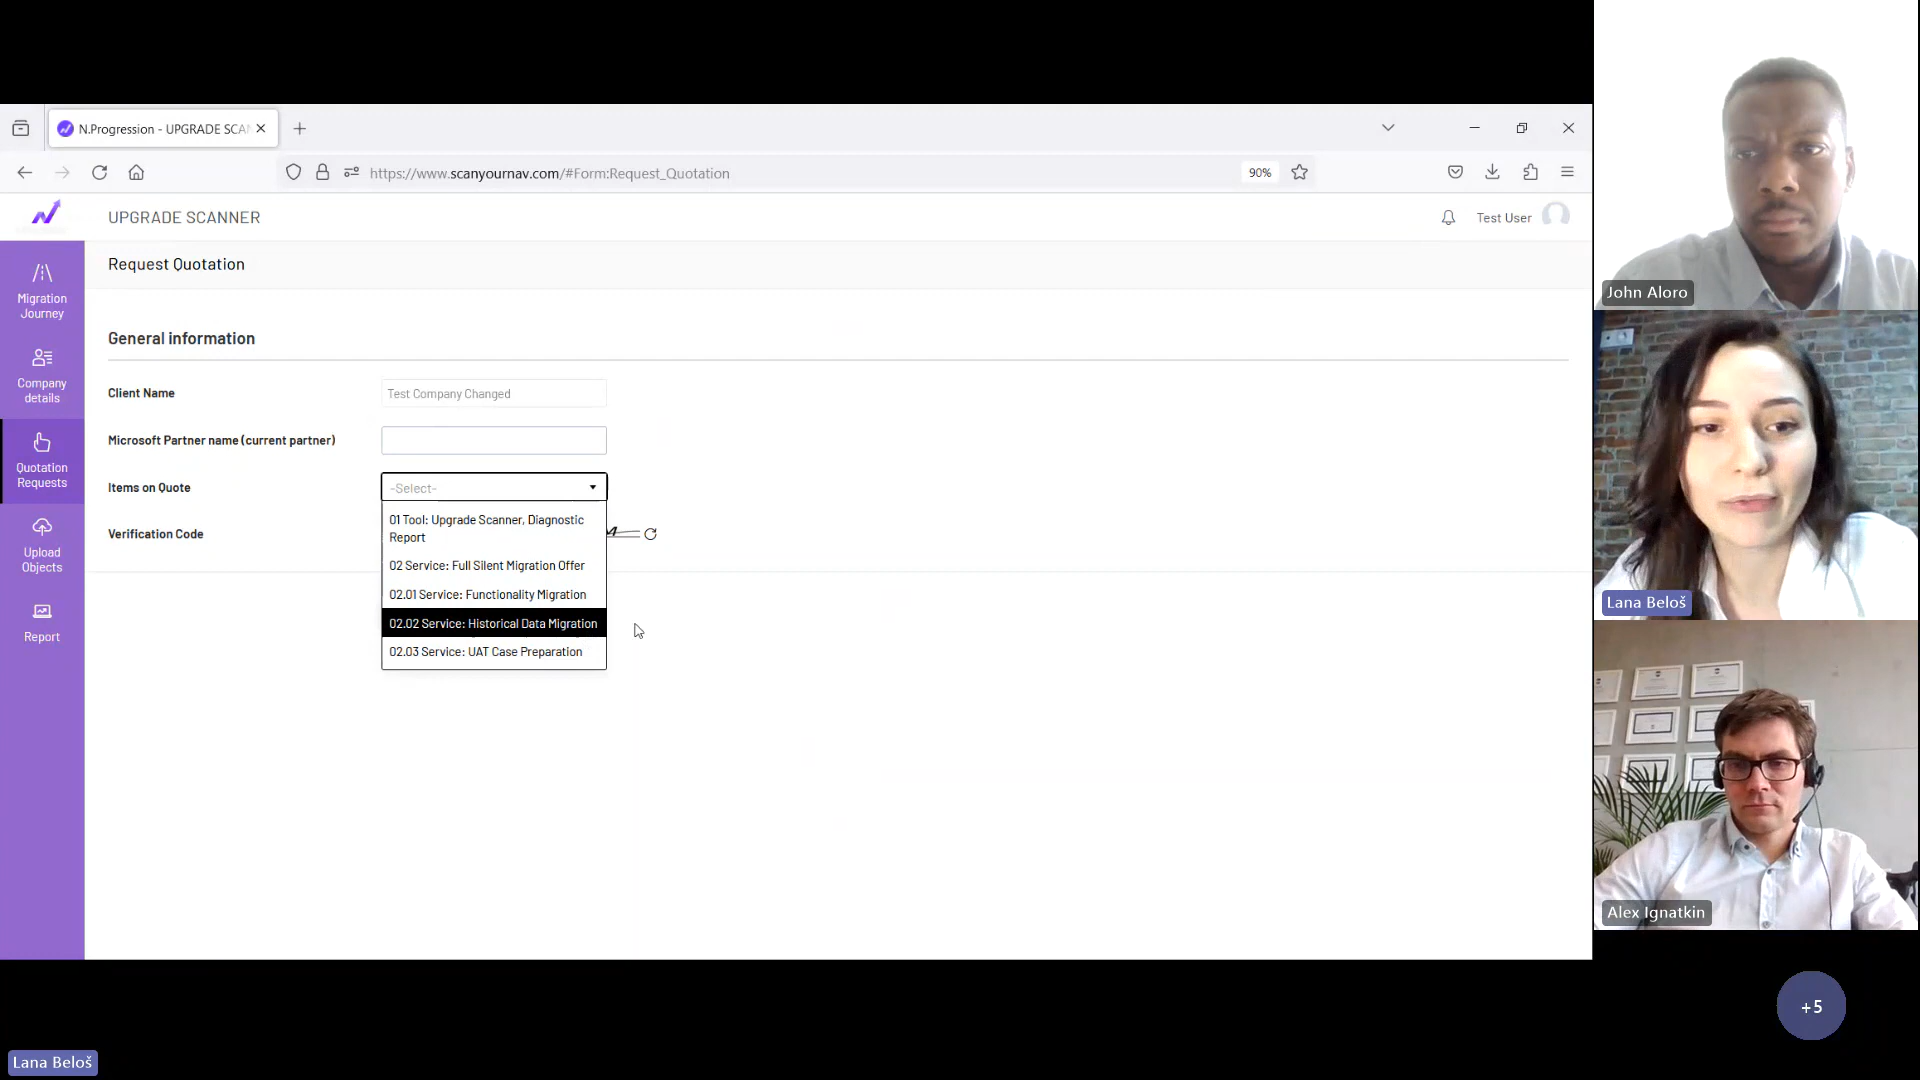 N.Progression - UPGRADE SCA
https://www.scanyournav.com/#Form:Request_Quotation
90%
UPGRADE SCANNER
Test User
Request Quotation
Migration
Journey
Company
details
Quotation
Requests
Upload
Objects
Report
General information
Client Name
Test Company Changed
Microsoft Partner name (current partner)
Items on Quote
-Select-
01 Tool: Upgrade Scanner, Diagnostic
Report
02 Service: Full Silent Migration Offer
02.01 Service: Functionality Migration
02.02 Service: Historical Data Migration
02.03 Service: UAT Case Preparation
Verification Code
John Aloro
Lana Beloš
Alex Ignatkin
+5
Lana Beloš